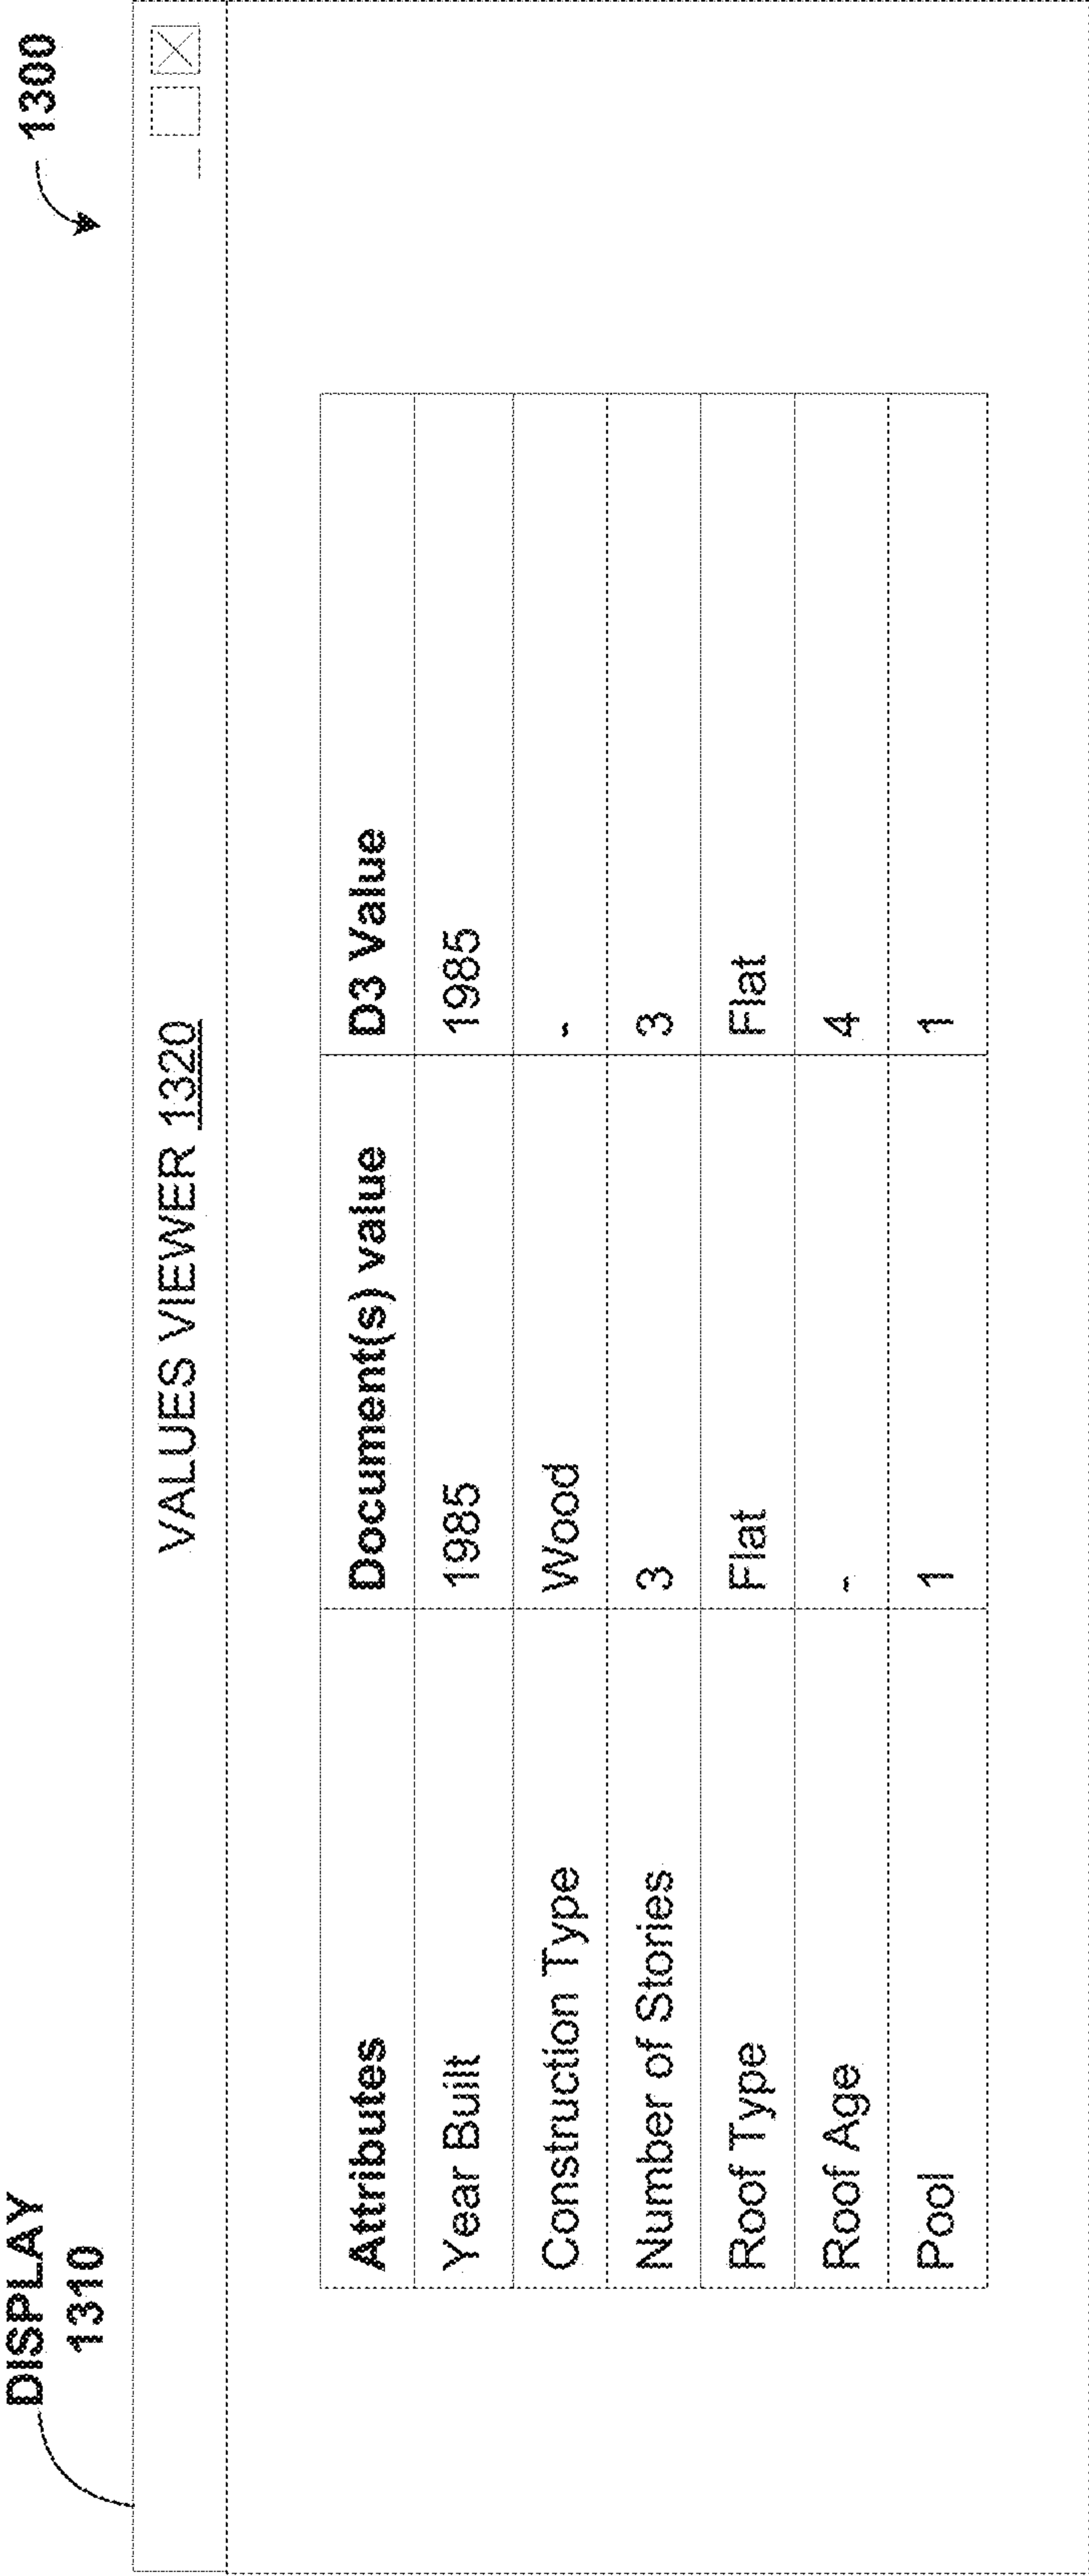 1300
DISPLAY
1310
VALUES VIEWER 1320
Attributes Document(s) value D3 Value
Year Built 1985 1985
Construction Type Wood -
Number of Stories 3 3
Roof Type Flat Flat
Roof Age - 4
Pool 1 1